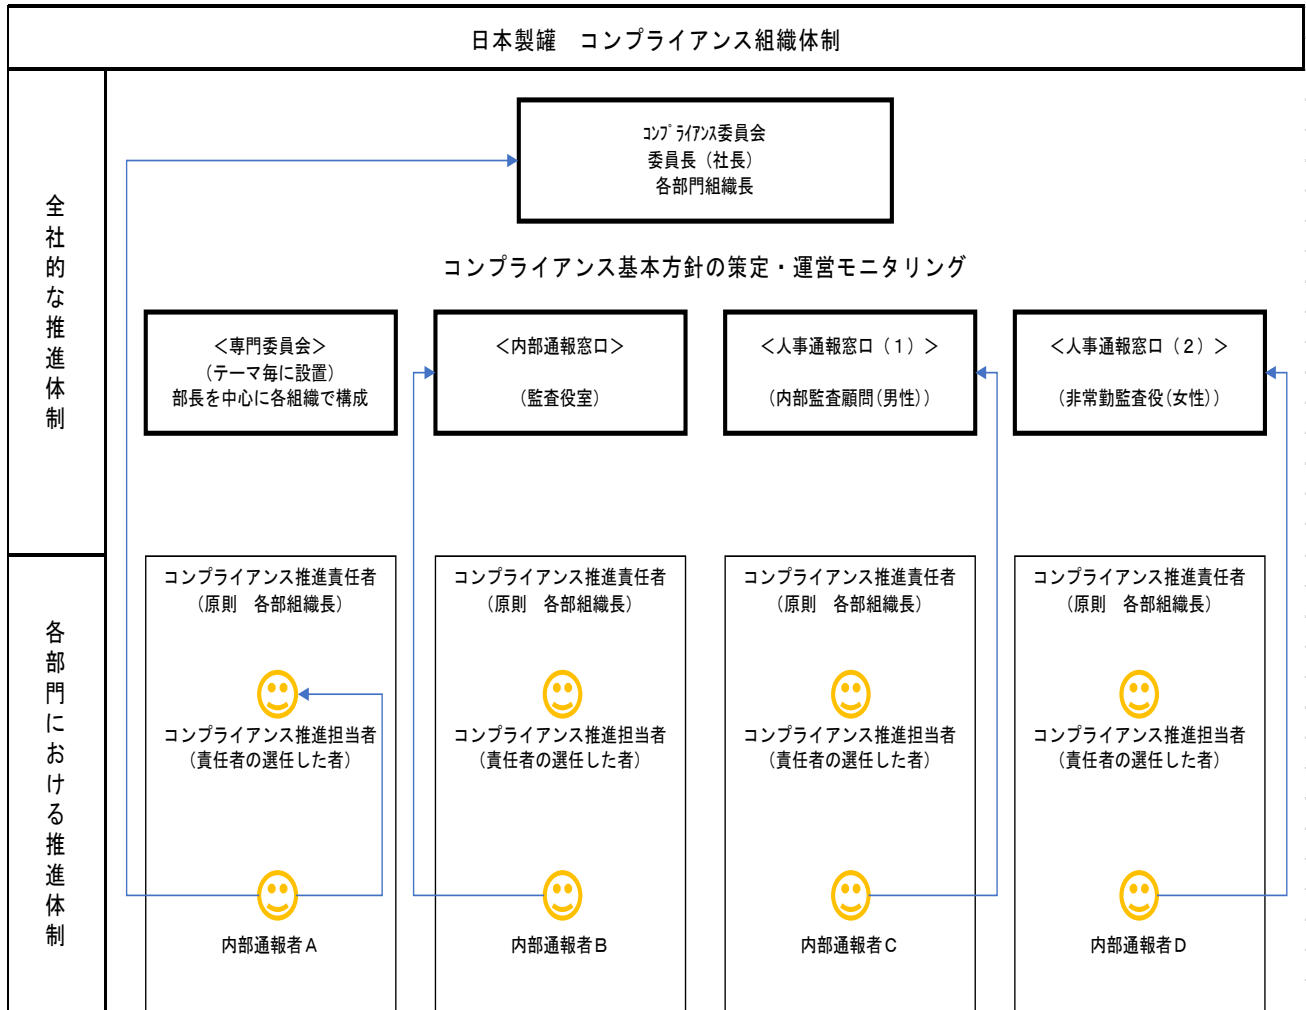 日本製罐　コンプライアンス組織体制
全社的な推進体制
ｺﾝﾌﾟﾗｲｱﾝｽ委員会
委員長（社長）
各部門組織長
コンプライアンス基本方針の策定・運営モニタリング
＜専門委員会＞
（テーマ毎に設置）
部長を中心に各組織で構成
＜内部通報窓口＞
（監査役室）
＜人事通報窓口（１）＞
（内部監査顧問(男性)）
＜人事通報窓口（２）＞
（非常勤監査役(女性)）
各部門における推進体制
コンプライアンス推進責任者
（原則　各部組織長）
コンプライアンス推進担当者
（責任者の選任した者）
内部通報者Ａ
コンプライアンス推進責任者
（原則　各部組織長）
コンプライアンス推進担当者
（責任者の選任した者）
内部通報者Ｂ
コンプライアンス推進責任者
（原則　各部組織長）
コンプライアンス推進担当者
（責任者の選任した者）
内部通報者Ｃ
コンプライアンス推進責任者
（原則　各部組織長）
コンプライアンス推進担当者
（責任者の選任した者）
内部通報者Ｄ